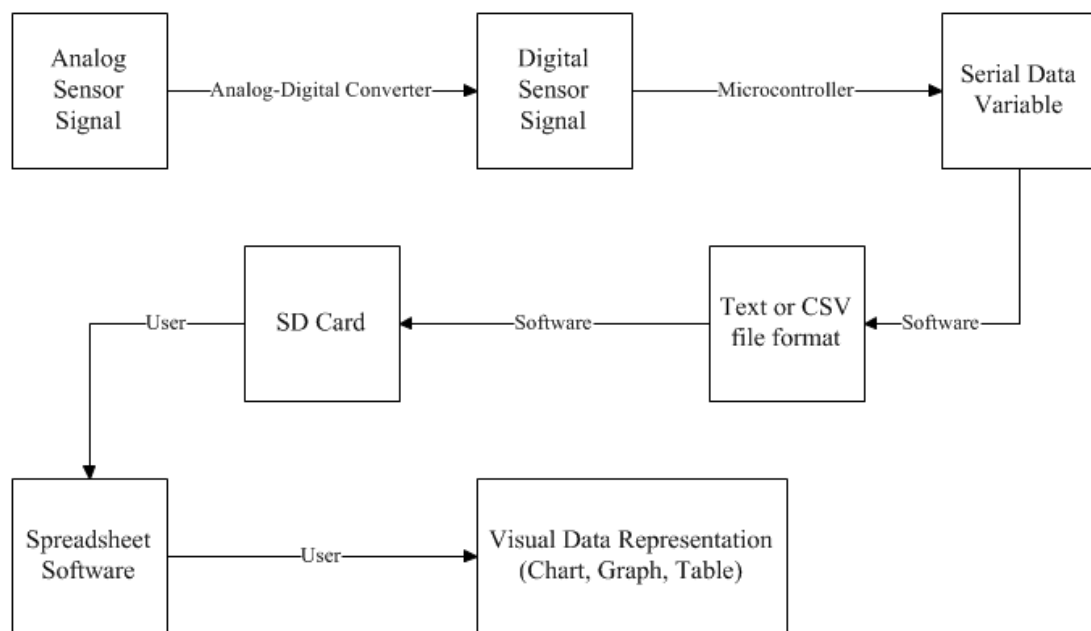 Analog
Sensor
Signal
Analog-Digital Converter
Digital
Sensor
Signal
Microcontroller
Serial Data
Variable
Software
Text or CSV
file format
Software
SD Card
User
Spreadsheet
Software
User
Visual Data Representation
(Chart, Graph, Table)